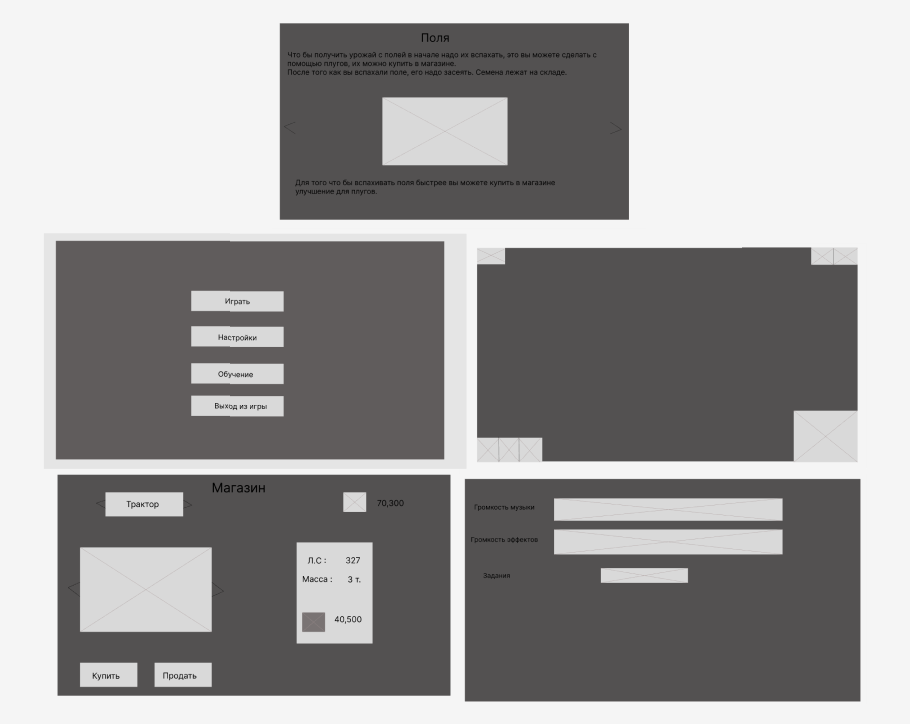 Поля
Что бы получить урожай с полей в начале надо их вспахать, это вы можете сделать с
помощью плугов, их можно купить в магазине.
После того как вы вспахали поле, его надо засеять. Семена лежат на складе.
Для того что бы вспахивать поля быстрее вы можете купить в магазине
улучшение для плугов.
Играть
Настройки
Обучение
Выход из игры
Магазин
Трактор
70,300
Л.С : 327
Масса : 3 т.
40,500
Купить
Продать
Громкость музыки
Громкость эффектов
Задания